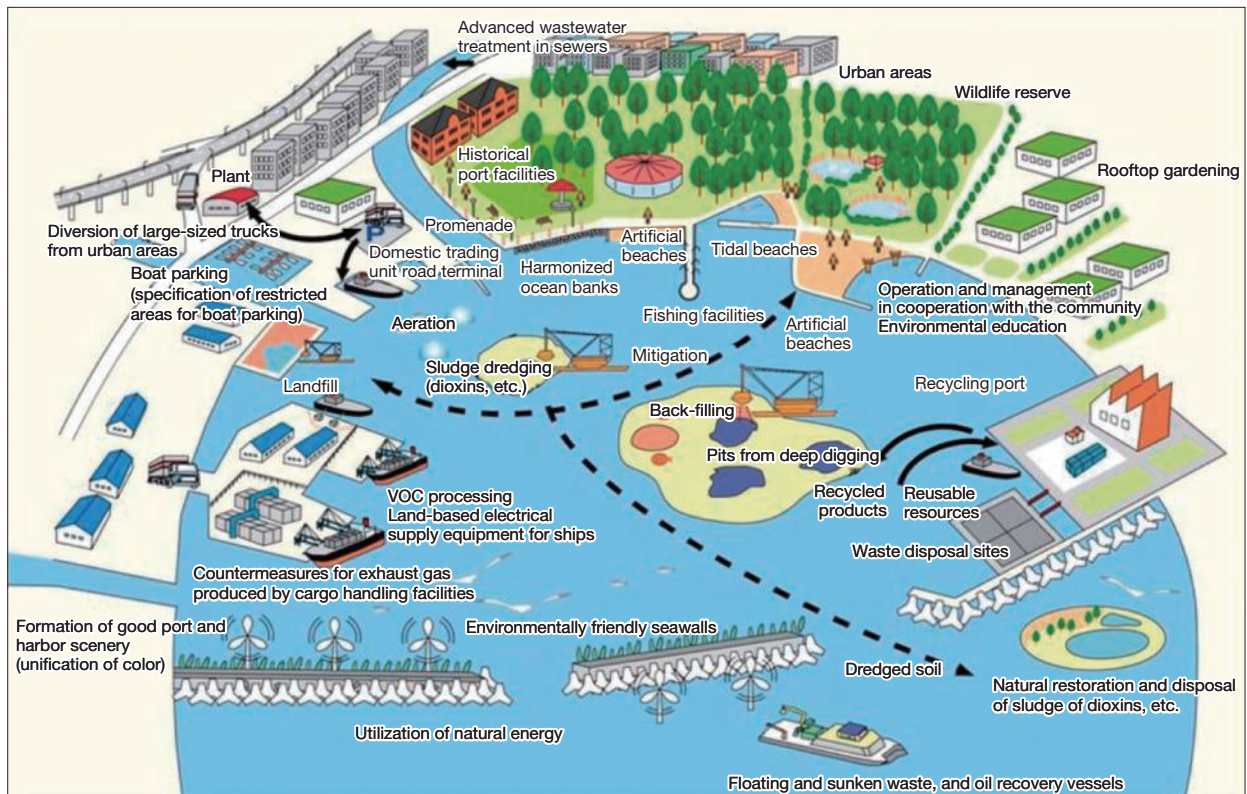 Advanced wastewater
treatment in sewers
Urban areas
Wildlife reserve
Historical
port facilities
Rooftop gardening
Plant
Diversion of large-sized trucks
from urban areas
P
Promenade
Domestic trading
unit road terminal
Harmonized
ocean banks
Artificial
beaches
Tidal beaches
Boat parking
(specification of restricted
areas for boat parking)
Operation and management
in cooperation with the community
Environmental education
Aeration
Fishing facilities
Artificial
beaches
Sludge dredging
(dioxins, etc.)
Mitigation
Landfill
Recycling port
Back-filling
Pits from deep digging
Recycled
products
Reusable
resources
VOC processing
Land-based electrical
supply equipment for ships
Waste disposal sites
Countermeasures for exhaust gas
produced by cargo handling facilities
Formation of good port and
harbor scenery
(unification of color)
Environmentally friendly seawalls
Dredged soil
Natural restoration and disposal
of sludge of dioxins, etc.
Utilization of natural energy
Floating and sunken waste, and oil recovery vessels